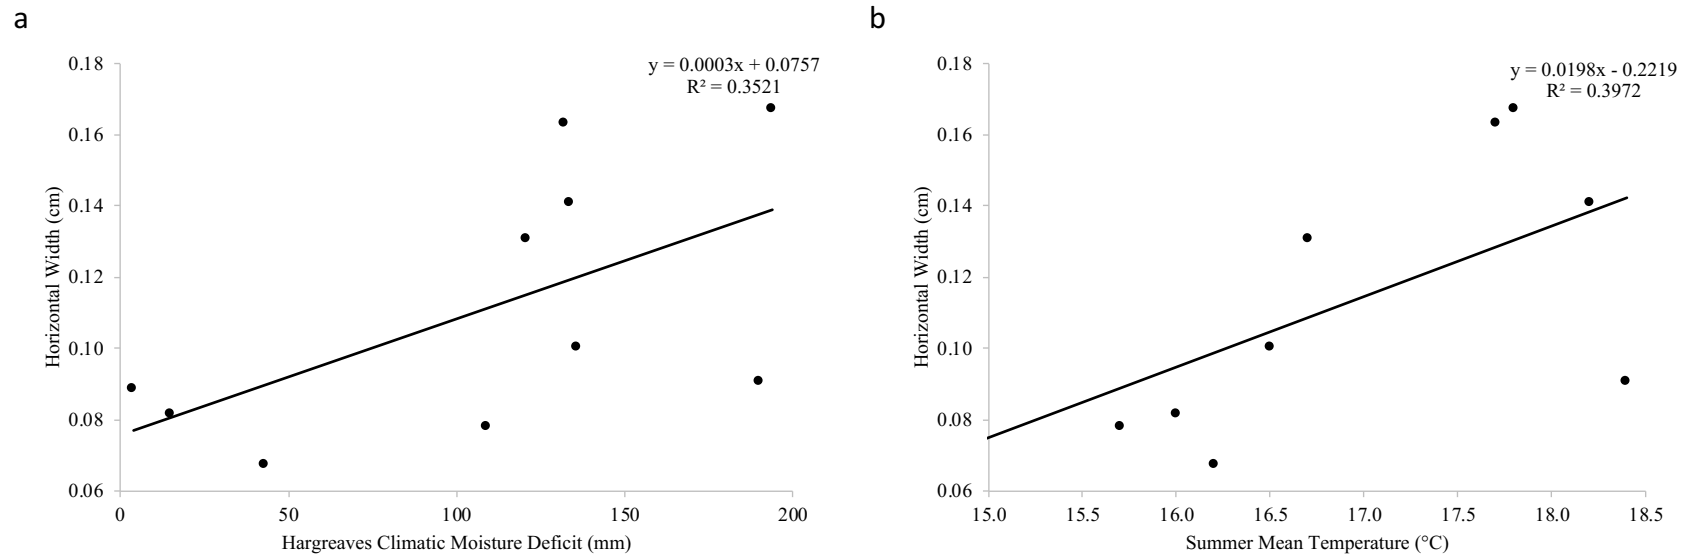 a
y = 0.0003x + 0.0757
R² = 0.3521
0.18
0.16
0.14
0.12
0.10
0.08
0.06
Horizontal Width (cm)
0 50 100 150 200
Hargreaves Climatic Moisture Deficit (mm)
b
y = 0.0198x - 0.2219
R² = 0.3972
0.18
0.16
0.14
0.12
0.10
0.08
0.06
Horizontal Width (cm)
15.0 15.5 16.0 16.5 17.0 17.5 18.0 18.5
Summer Mean Temperature (°C)